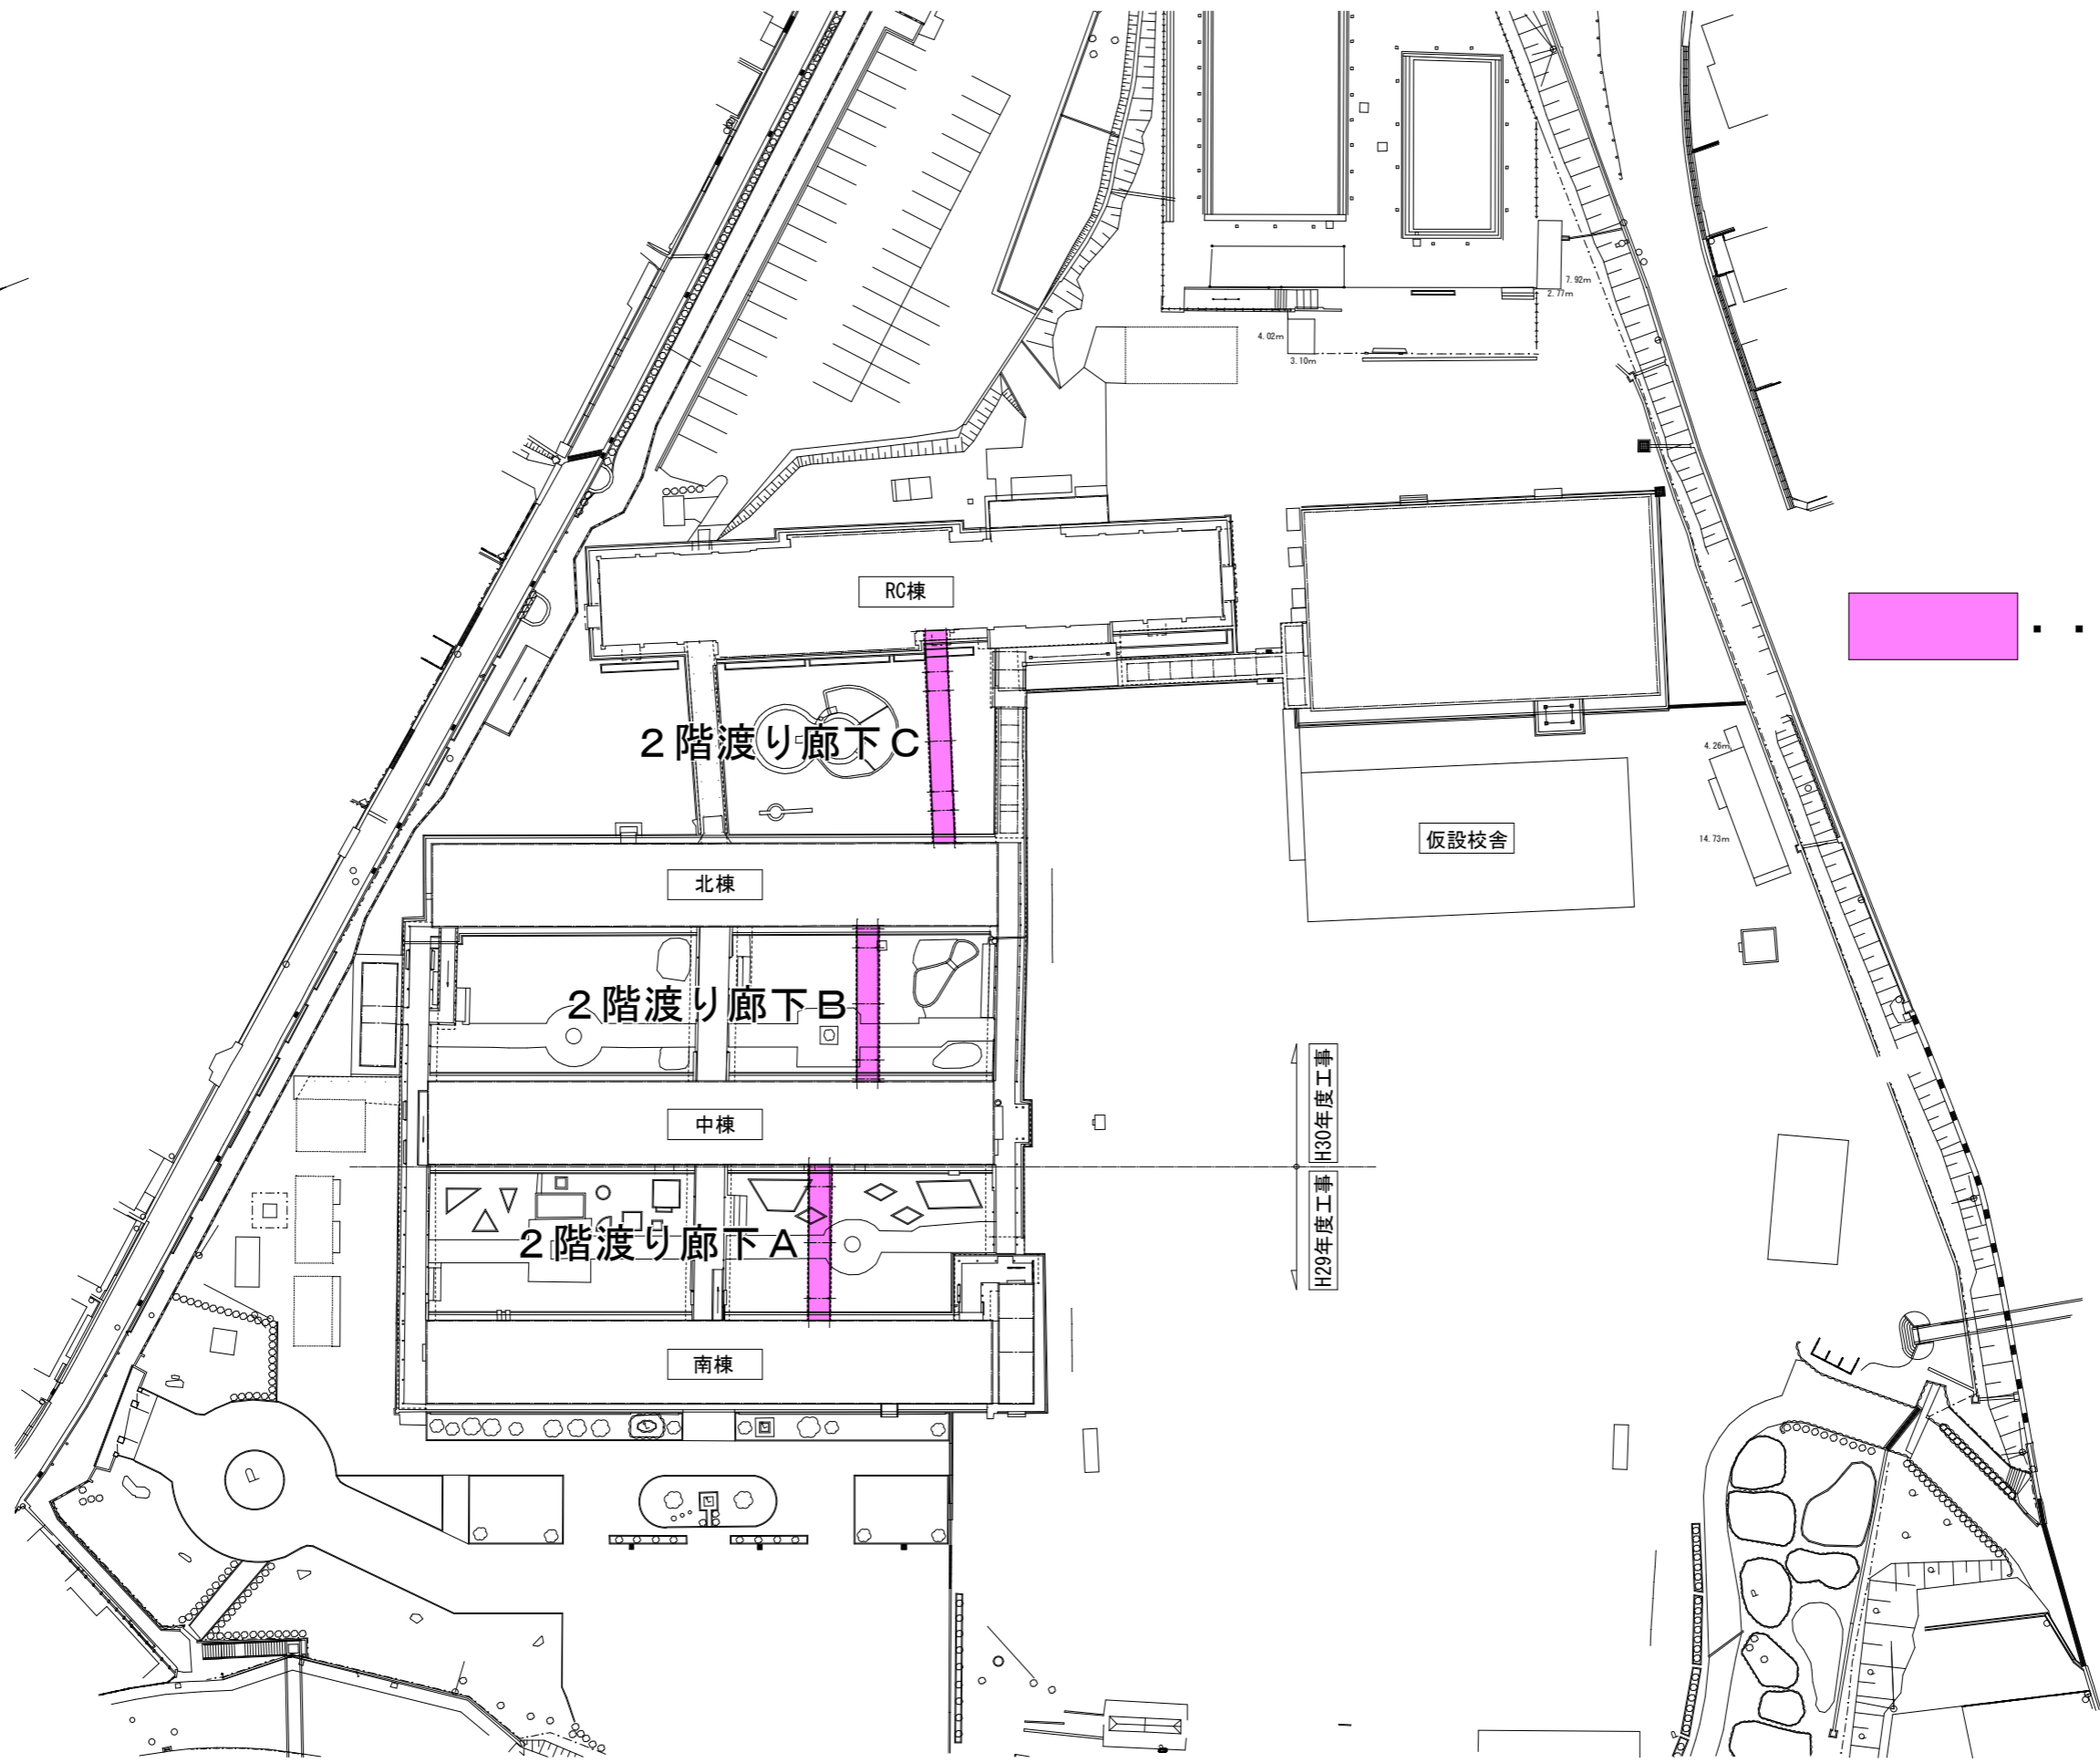 7.92m
2.77m
4.02m
3.10m
RC棟
２階渡り廊下Ｃ
4.26m
14.73m
仮設校舎
北棟
２階渡り廊下Ｂ
H30年度工事
中棟
H29年度工事
２階渡り廊下Ａ
南棟